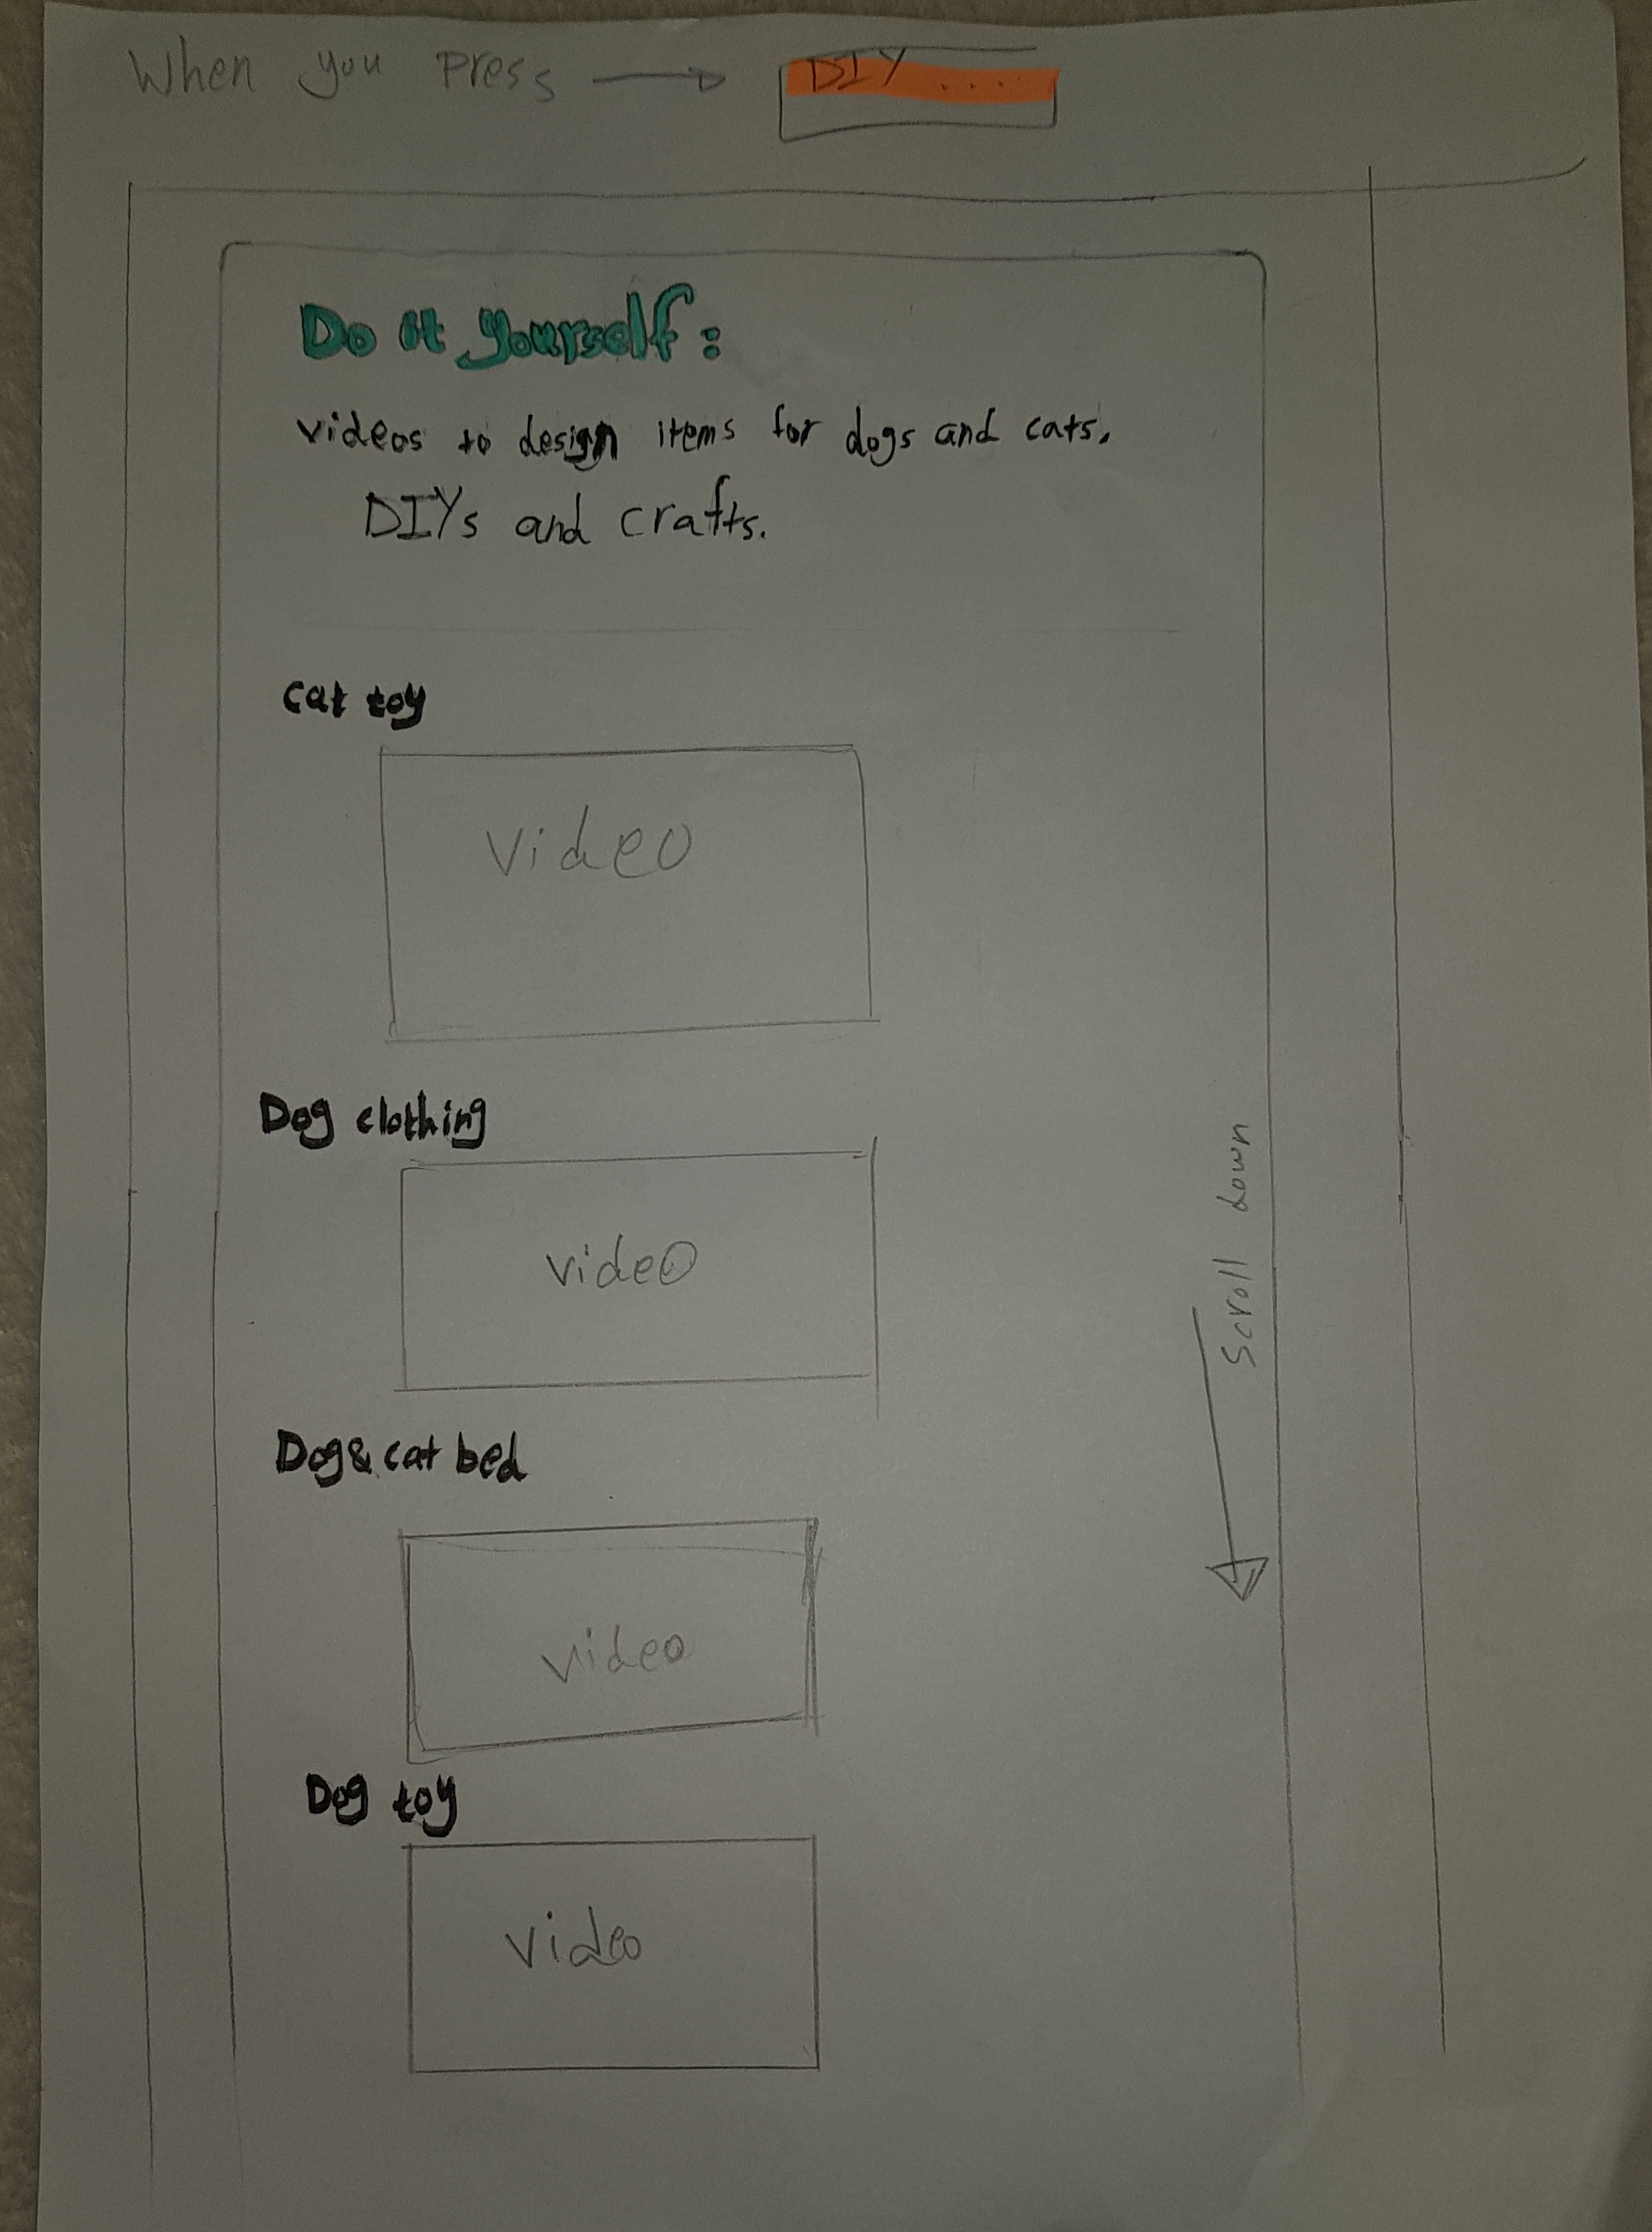 When you press → DIY ....
Do it yourself:
videos to design items for dogs and cats.
DIYs and crafts.
cat toy
video
Dog clothing
video
Scroll down
Dog & cat bed
video
Dog toy
video